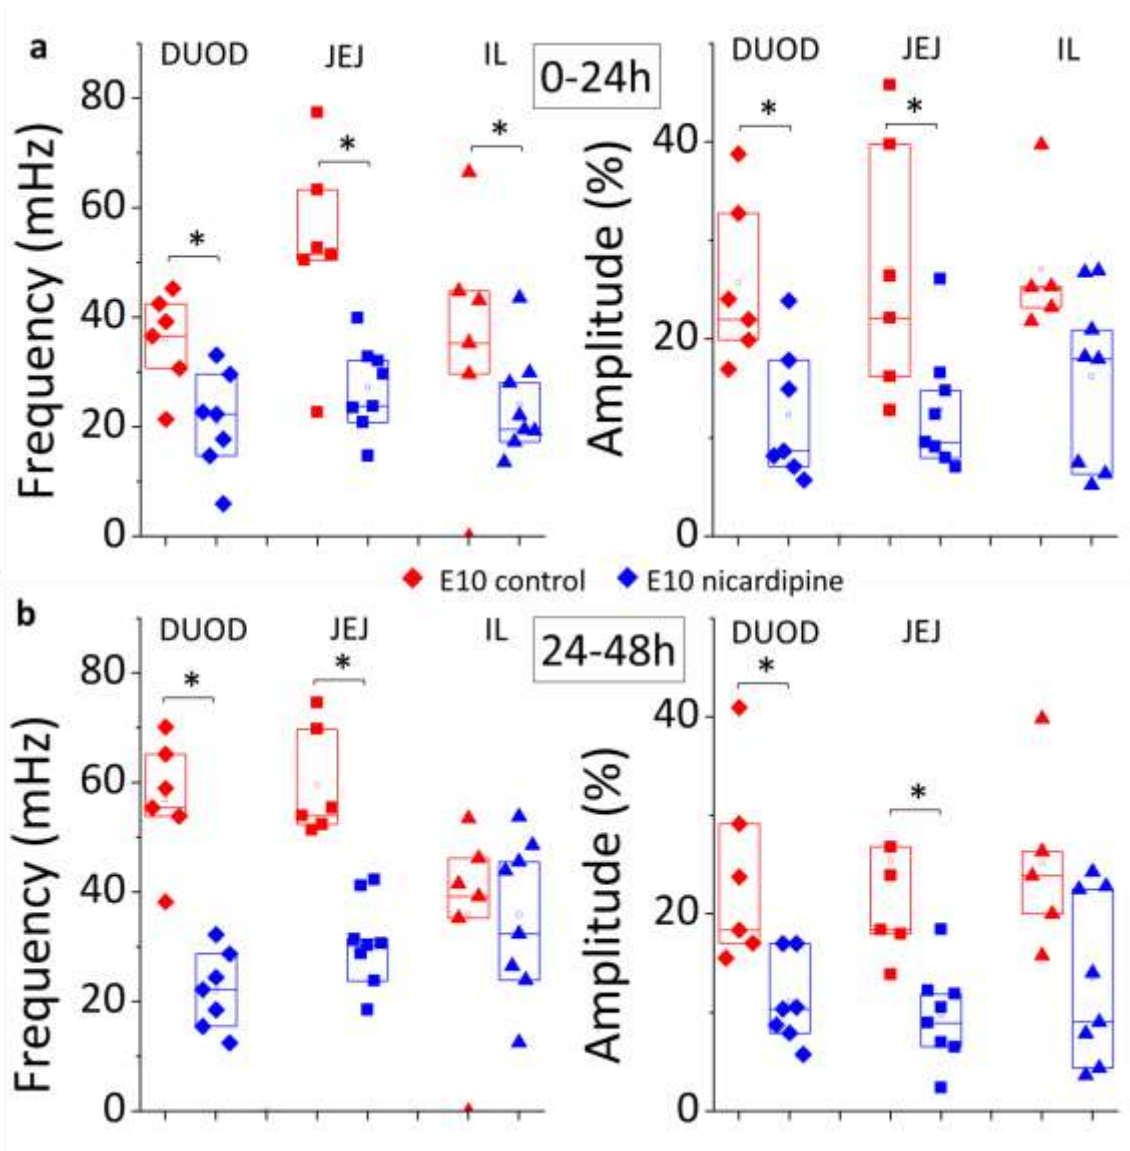 a
DUOD JEJ IL
0-24h
DUOD JEJ IL
Frequency (mHz)
80
60
40
20
0
* * *
Amplitude (%)
40
20
0
* *
E10 control E10 nicardipine
b
DUOD JEJ IL
24-48h
DUOD JEJ
Frequency (mHz)
80
60
40
20
0
* *
Amplitude (%)
40
20
0
* *